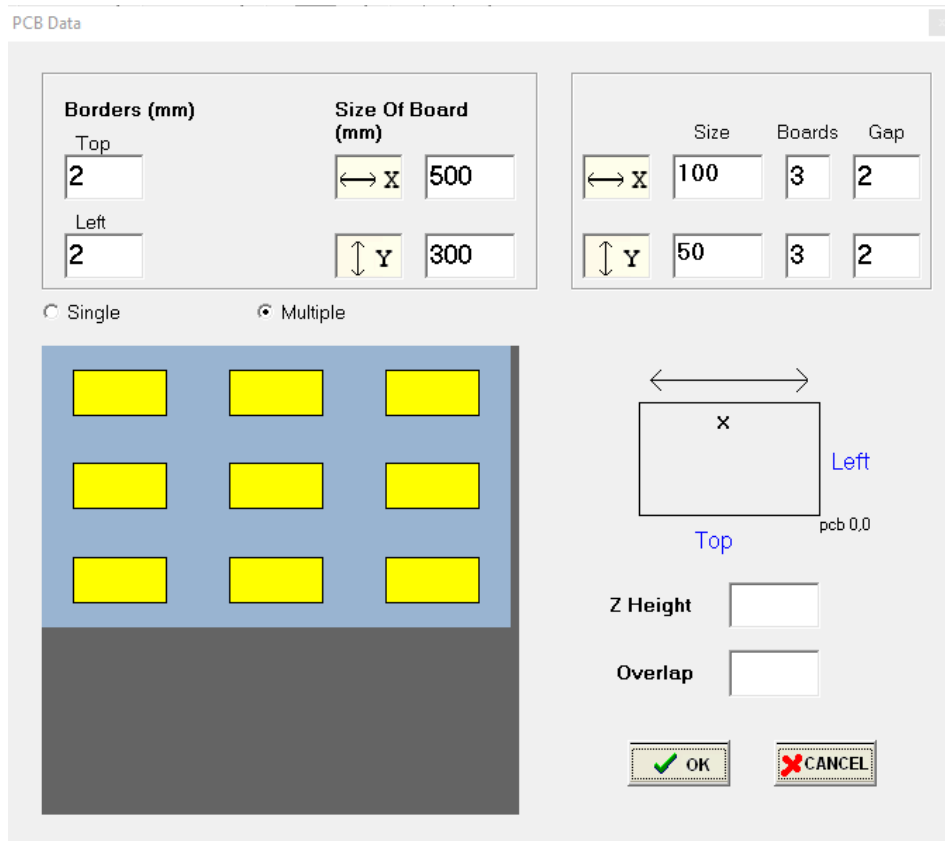 PCB Data
Borders (mm)
Top
2
Left
2
Size Of Board
(mm)
X 500
Y 300
Size Boards Gap
X 100 3 2
Y 50 3 2
Single Multiple
X
Left
pcb 0,0
Top
Z Height
Overlap
OK CANCEL